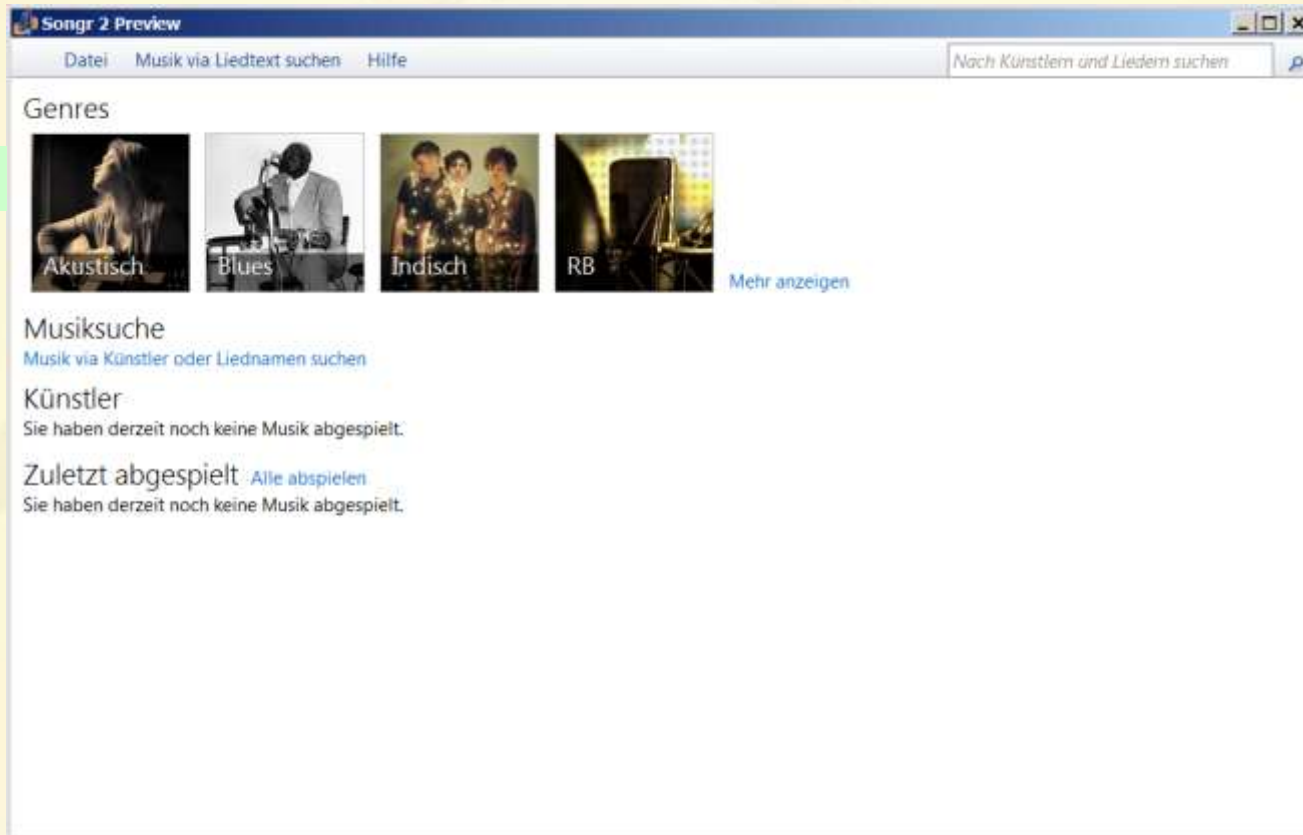 Songr 2 Preview
Datei Musik via Liedtext suchen Hilfe Nach Künstlern und Liedern suchen
Genres
Akustisch Blues Indisch RB Mehr anzeigen
Musiksuche
Musik via Künstler oder Liednamen suchen
Künstler
Sie haben derzeit noch keine Musik abgespielt.
Zuletzt abgespielt Alle abspielen
Sie haben derzeit noch keine Musik abgespielt.